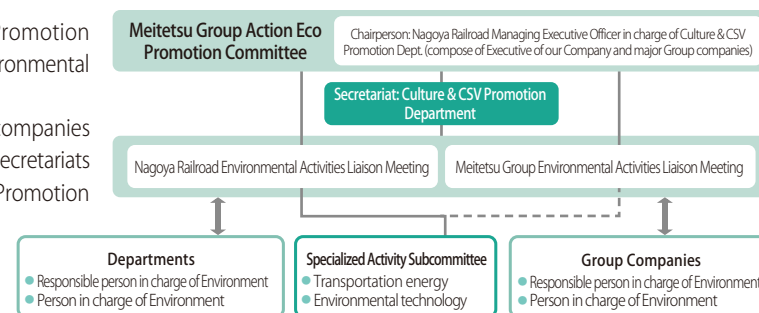 Promotion
ronmental
companies
ecretariats
Promotion
Meitetsu Group Action Eco
Promotion Committee
Chairperson: Nagoya Railroad Managing Executive Officer in charge of Culture & CSV
Promotion Dept. (compose of Executive of our Company and major Group companies)
Secretariat: Culture & CSV Promotion
Department
Nagoya Railroad Environmental Activities Liaison Meeting
Meitetsu Group Environmental Activities Liaison Meeting
Departments
● Responsible person in charge of Environment
● Person in charge of Environment
Specialized Activity Subcommittee
● Transportation energy
● Environmental technology
Group Companies
● Responsible person in charge of Environment
● Person in charge of Environment